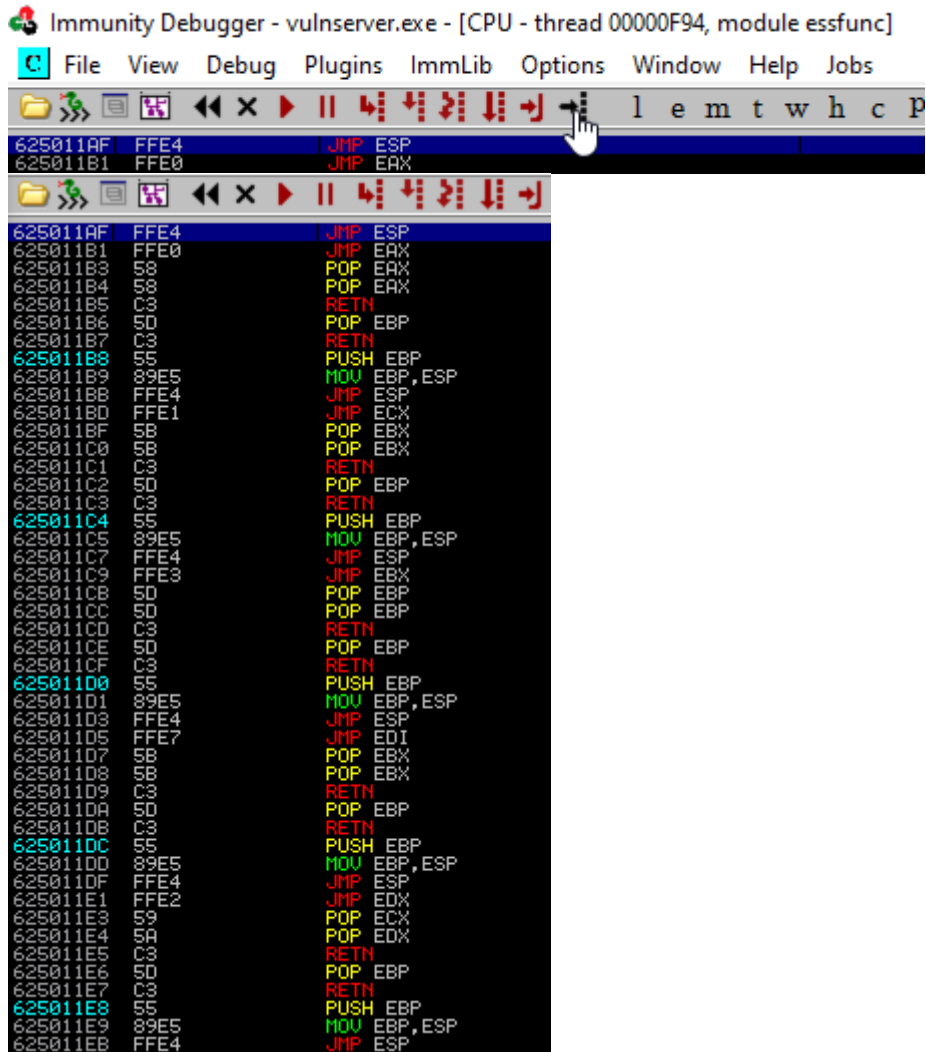 Immunity Debugger - vulnserver.exe - [CPU - thread 00000F94, module essfunc]
C File View Debug Plugins ImmLib Options Window Help Jobs
l e m t w h c p
625011AF FFE4 JMP ESP
625011B1 FFE0 JMP EAX
625011AF FFE4 JMP ESP
625011B1 FFE0 JMP EAX
625011B3 58 POP EAX
625011B4 58 POP EAX
625011B5 C3 RETN
625011B6 5D POP EBP
625011B7 C3 RETN
625011B8 55 PUSH EBP
625011B9 89E5 MOV EBP,ESP
625011BB FFE4 JMP ESP
625011BD FFE1 JMP ECX
625011BF 5B POP EBX
625011C0 5B POP EBX
625011C1 C3 RETN
625011C2 5D POP EBP
625011C3 C3 RETN
625011C4 55 PUSH EBP
625011C5 89E5 MOV EBP,ESP
625011C7 FFE4 JMP ESP
625011C9 FFE3 JMP EBX
625011CB 5D POP EBP
625011CC 5D POP EBP
625011CD C3 RETN
625011CE 5D POP EBP
625011CF C3 RETN
625011D0 55 PUSH EBP
625011D1 89E5 MOV EBP,ESP
625011D3 FFE4 JMP ESP
625011D5 FFE7 JMP EDI
625011D7 5B POP EBX
625011D8 5B POP EBX
625011D9 C3 RETN
625011DA 5D POP EBP
625011DB C3 RETN
625011DC 55 PUSH EBP
625011DD 89E5 MOV EBP,ESP
625011DF FFE4 JMP ESP
625011E1 FFE2 JMP EDX
625011E3 59 POP ECX
625011E4 5A POP EDX
625011E5 C3 RETN
625011E6 5D POP EBP
625011E7 C3 RETN
625011E8 55 PUSH EBP
625011E9 89E5 MOV EBP,ESP
625011EB FFE4 JMP ESP